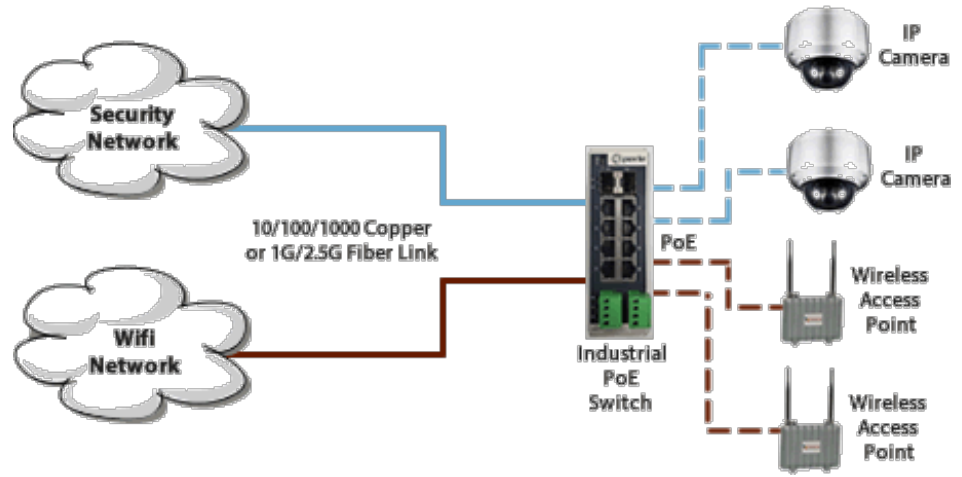 IP
Camera
Security
Network
IP
Camera
10/100/1000 Copper
or 1G/2.5G Fiber Link
PoE
Wireless
Access
Point
Wifi
Network
Industrial
PoE
Switch
Wireless
Access
Point